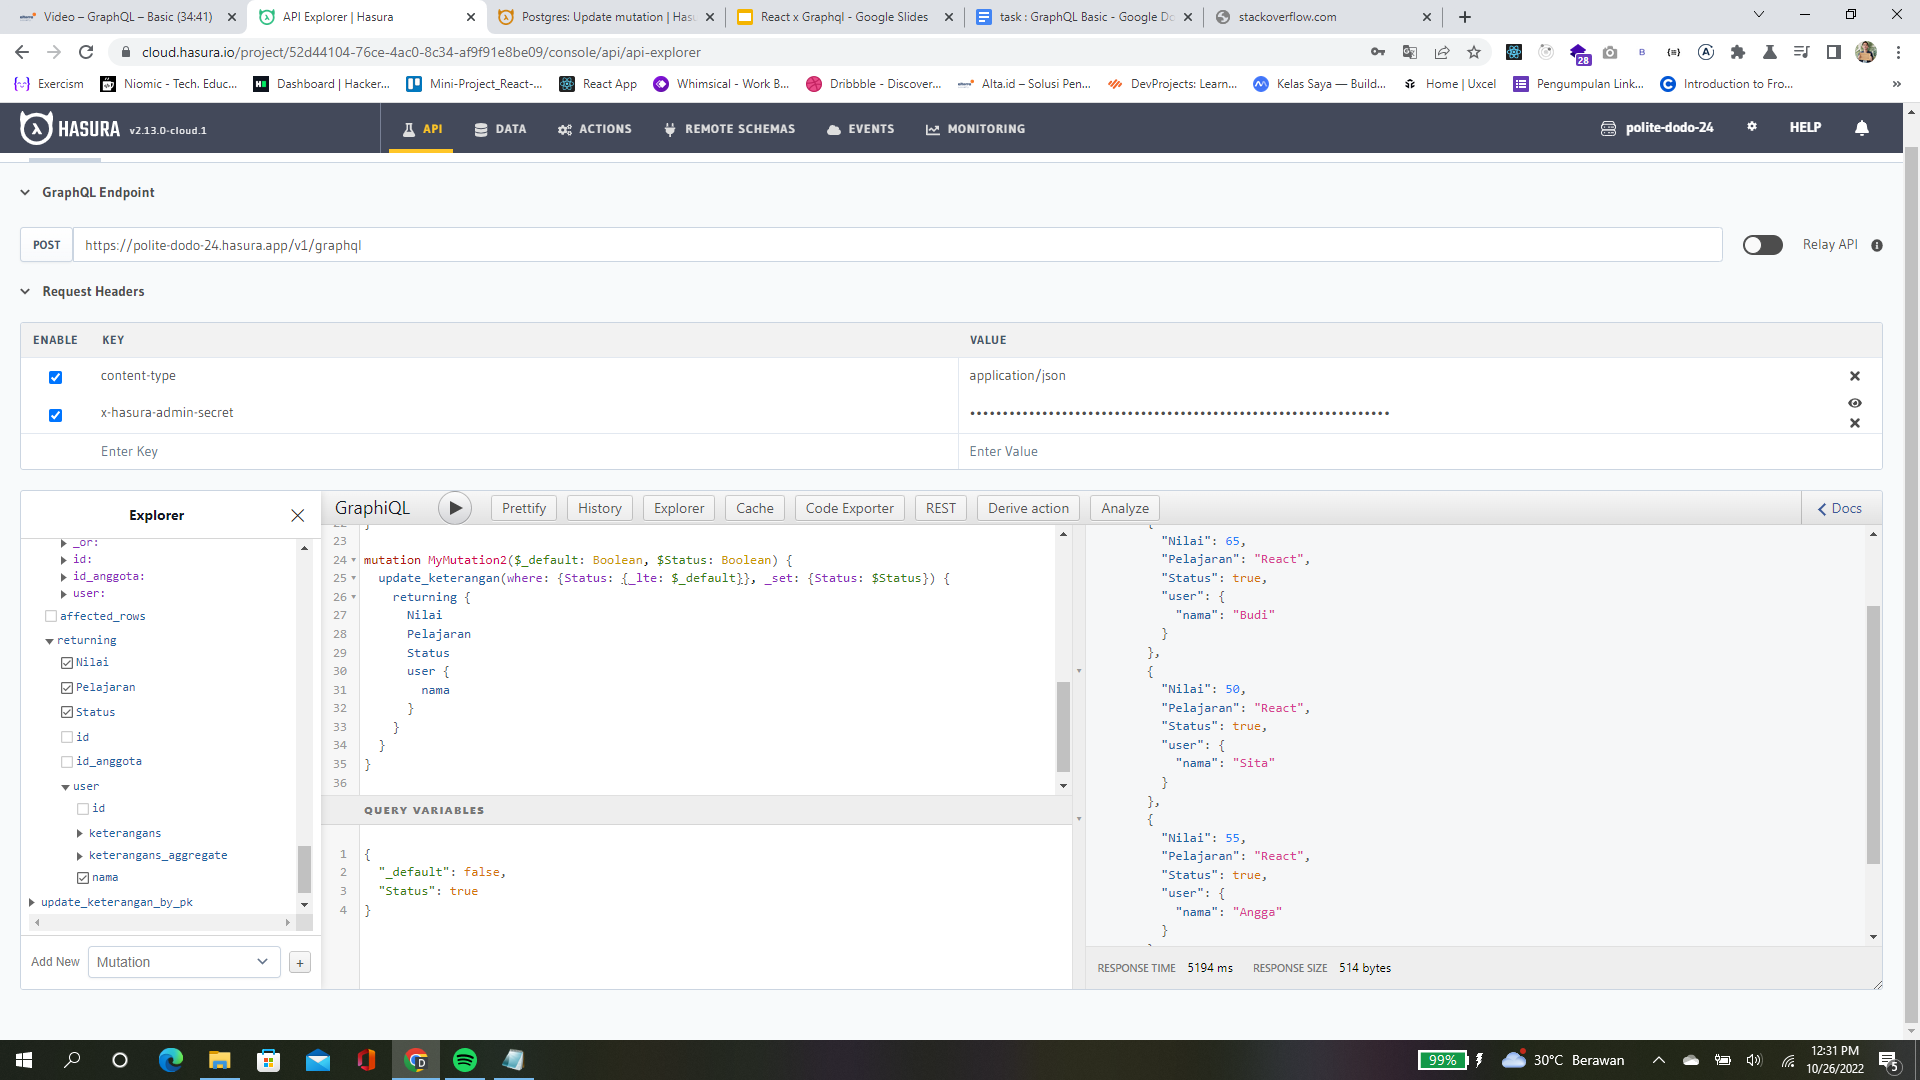 Video – GraphQL – Basic (34:41)
API Explorer | Hasura
Postgres: Update mutation | Has
React x Graphql - Google Slides
task : GraphQL Basic - Google Do
stackoverflow.com
cloud.hasura.io/project/52d44104-76ce-4ac0-8c34-af9f91e8be09/console/api/api-explorer
28
Exercism
Niomic - Tech. Educ...
Dashboard | Hacker...
Mini-Project_React-...
React App
Whimsical - Work B...
Dribbble - Discover...
Alta.id – Solusi Pen...
DevProjects: Learn...
Kelas Saya — Build...
Home | Uxcel
Pengumpulan Link...
Introduction to Fro...
HASURA v2.13.0-cloud.1
API
DATA
ACTIONS
REMOTE SCHEMAS
EVENTS
MONITORING
polite-dodo-24
HELP
GraphQL Endpoint
POST https://polite-dodo-24.hasura.app/v1/graphql
Relay API
Request Headers
ENABLE KEY VALUE
content-type application/json
x-hasura-admin-secret
Enter Key Enter Value
Explorer
_or:
id:
id_anggota:
user:
affected_rows
returning
Nilai
Pelajaran
Status
id
id_anggota
user
id
keterangans
keterangans_aggregate
nama
update_keterangan_by_pk
Add New Mutation +
GraphiQL
Prettify
History
Explorer
Cache
Code Exporter
REST
Derive action
Analyze
Docs
22 }
23
24 mutation MyMutation2($_default: Boolean, $Status: Boolean) {
25 update_keterangan(where: {Status: {_lte: $_default}}, _set: {Status: $Status}) {
26 returning {
27 Nilai
28 Pelajaran
29 Status
30 user {
31 nama
32 }
33 }
34 }
35 }
36
QUERY VARIABLES
1 {
2 "_default": false,
3 "Status": true
4 }
{
"Nilai": 65,
"Pelajaran": "React",
"Status": true,
"user": {
"nama": "Budi"
}
},
{
"Nilai": 50,
"Pelajaran": "React",
"Status": true,
"user": {
"nama": "Sita"
}
},
{
"Nilai": 55,
"Pelajaran": "React",
"Status": true,
"user": {
"nama": "Angga"
}
RESPONSE TIME 5194 ms RESPONSE SIZE 514 bytes
99%
30°C Berawan
12:31 PM
10/26/2022
5